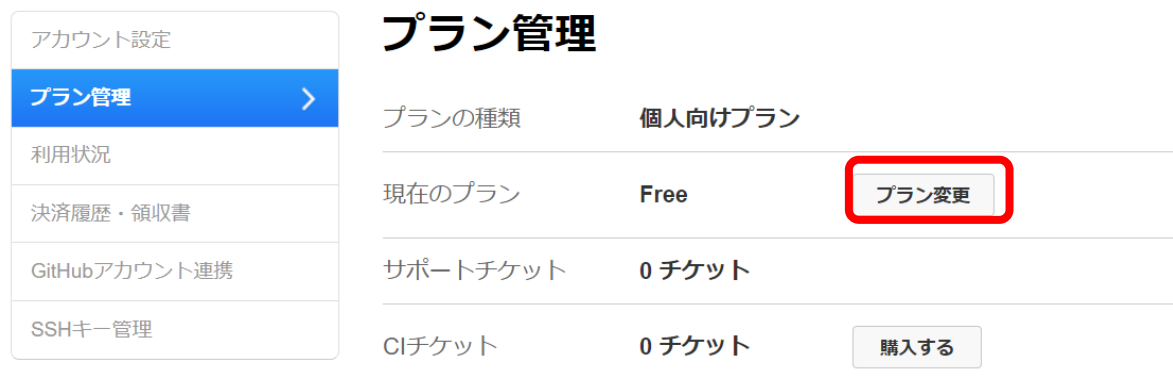 アカウント設定
プラン管理
利用状況
決済履歴・領収書
GitHubアカウント連携
SSHキー管理
プラン管理
プランの種類 個人向けプラン
現在のプラン Free プラン変更
サポートチケット 0 チケット
CIチケット 0 チケット 購入する